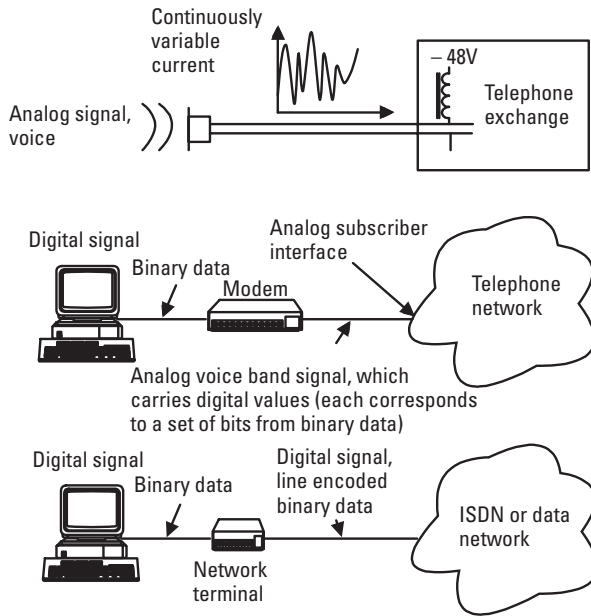 Continuously
variable
current
– 48V
Telephone
exchange
Analog signal,
voice
Digital signal
Binary data
Modem
Analog subscriber
interface
Telephone
network
Analog voice band signal, which
carries digital values (each corresponds
to a set of bits from binary data)
Digital signal
Binary data
Digital signal,
line encoded
binary data
ISDN or data
network
Network
terminal